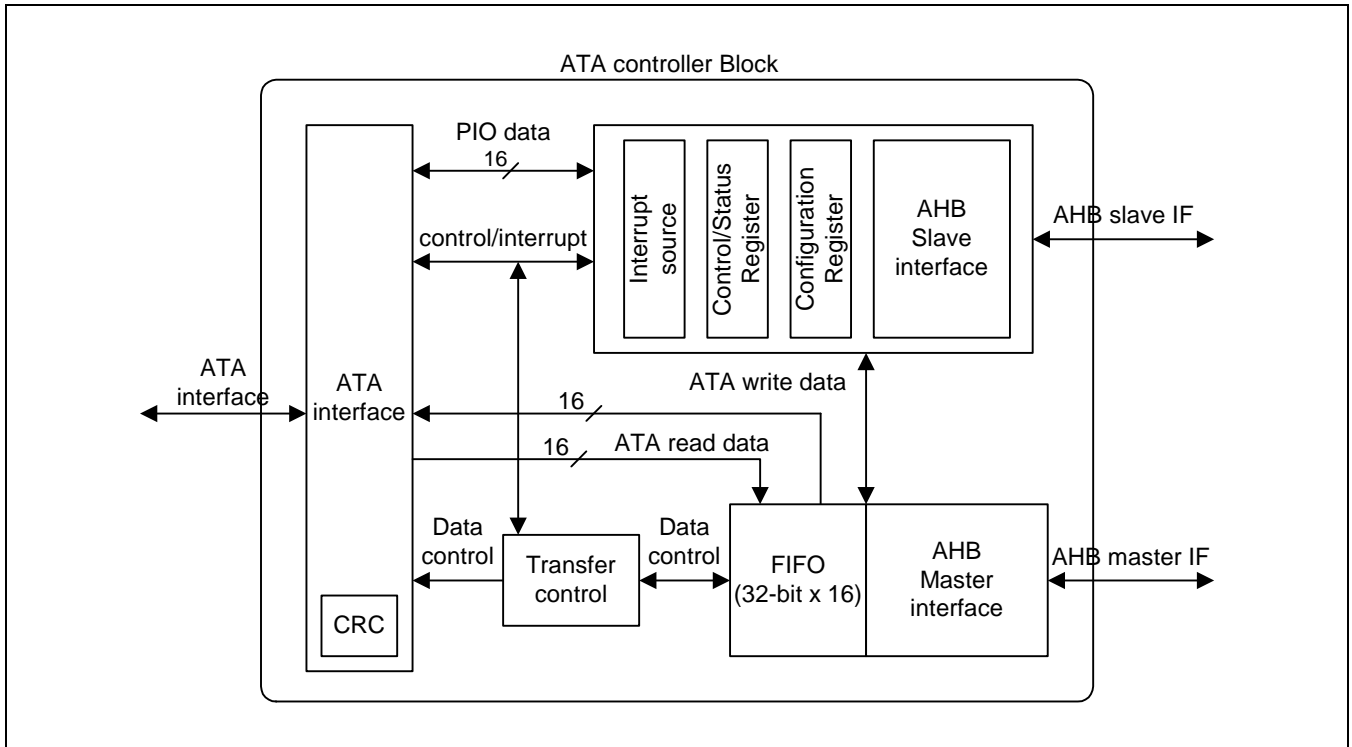 ATA controller Block
PIO data
16
control/interrupt
Interrupt
source
Control/Status
Register
Configuration
Register
AHB
Slave
interface
AHB slave IF
ATA
interface
ATA
interface
ATA write data
16
16
ATA read data
Data
control
Transfer
control
Data
control
FIFO
(32-bit x 16)
AHB
Master
interface
AHB master IF
CRC